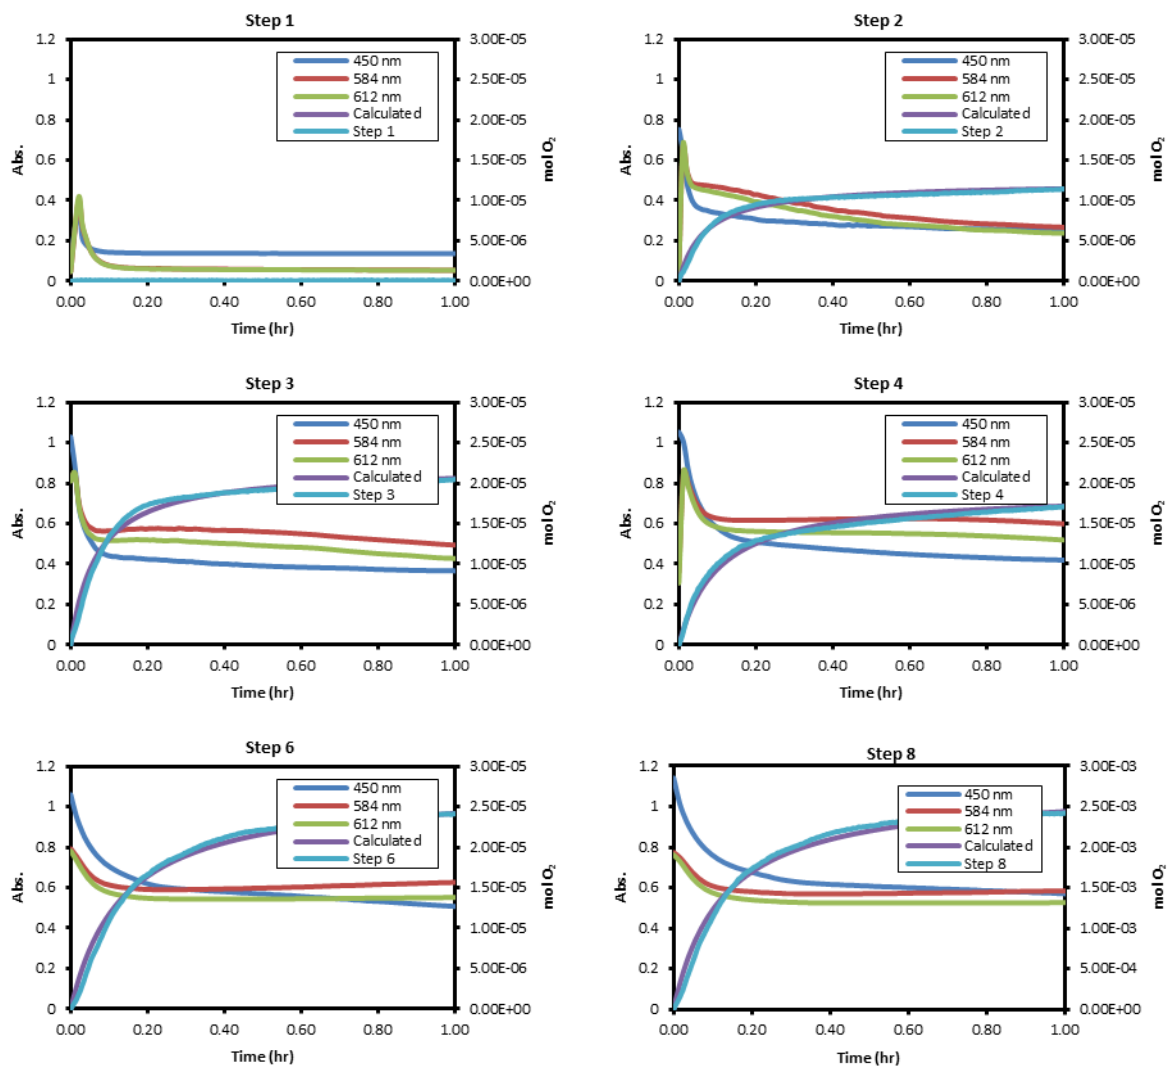 Step 1
1.2
1
0.8
0.6
0.4
0.2
0
Abs.
3.00E-05
2.50E-05
2.00E-05
1.50E-05
1.00E-05
5.00E-06
0.00E+00
mol O₂
450 nm
584 nm
612 nm
Calculated
Step 1
0.00 0.20 0.40 0.60 0.80 1.00
Time (hr)
Step 2
1.2
1
0.8
0.6
0.4
0.2
0
Abs.
3.00E-05
2.50E-05
2.00E-05
1.50E-05
1.00E-05
5.00E-06
0.00E+00
mol O₂
450 nm
584 nm
612 nm
Calculated
Step 2
0.00 0.20 0.40 0.60 0.80 1.00
Time (hr)
Step 3
1.2
1
0.8
0.6
0.4
0.2
0
Abs.
3.00E-05
2.50E-05
2.00E-05
1.50E-05
1.00E-05
5.00E-06
0.00E+00
mol O₂
450 nm
584 nm
612 nm
Calculated
Step 3
0.00 0.20 0.40 0.60 0.80 1.00
Time (hr)
Step 4
1.2
1
0.8
0.6
0.4
0.2
0
Abs.
3.00E-05
2.50E-05
2.00E-05
1.50E-05
1.00E-05
5.00E-06
0.00E+00
mol O₂
450 nm
584 nm
612 nm
Calculated
Step 4
0.00 0.20 0.40 0.60 0.80 1.00
Time (hr)
Step 6
1.2
1
0.8
0.6
0.4
0.2
0
Abs.
3.00E-05
2.50E-05
2.00E-05
1.50E-05
1.00E-05
5.00E-06
0.00E+00
mol O₂
450 nm
584 nm
612 nm
Calculated
Step 6
0.00 0.20 0.40 0.60 0.80 1.00
Time (hr)
Step 8
1.2
1
0.8
0.6
0.4
0.2
0
Abs.
3.00E-03
2.50E-03
2.00E-03
1.50E-03
1.00E-03
5.00E-04
0.00E+00
mol O₂
450 nm
584 nm
612 nm
Calculated
Step 8
0.00 0.20 0.40 0.60 0.80 1.00
Time (hr)